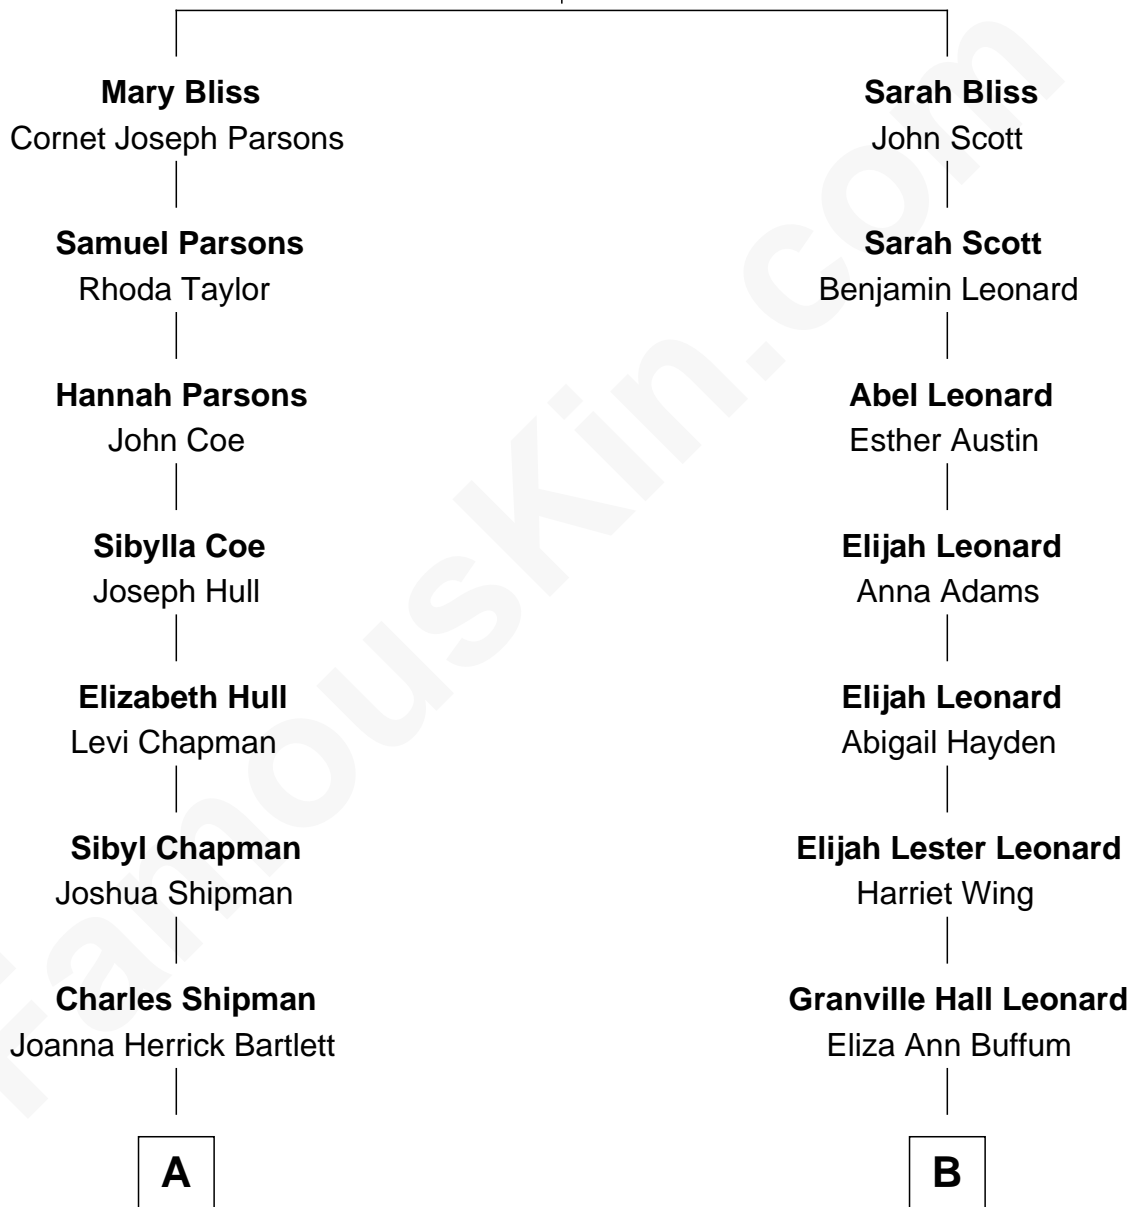 Mary Bliss
Cornet Joseph Parsons
Samuel Parsons
Rhoda Taylor
Hannah Parsons
John Coe
Sibylla Coe
Joseph Hull
Elizabeth Hull
Levi Chapman
Sibyl Chapman
Joshua Shipman
Charles Shipman
Joanna Herrick Bartlett
A
Sarah Bliss
John Scott
Sarah Scott
Benjamin Leonard
Abel Leonard
Esther Austin
Elijah Leonard
Anna Adams
Elijah Leonard
Abigail Hayden
Elijah Lester Leonard
Harriet Wing
Granville Hall Leonard
Eliza Ann Buffum
B
FamousKin.com